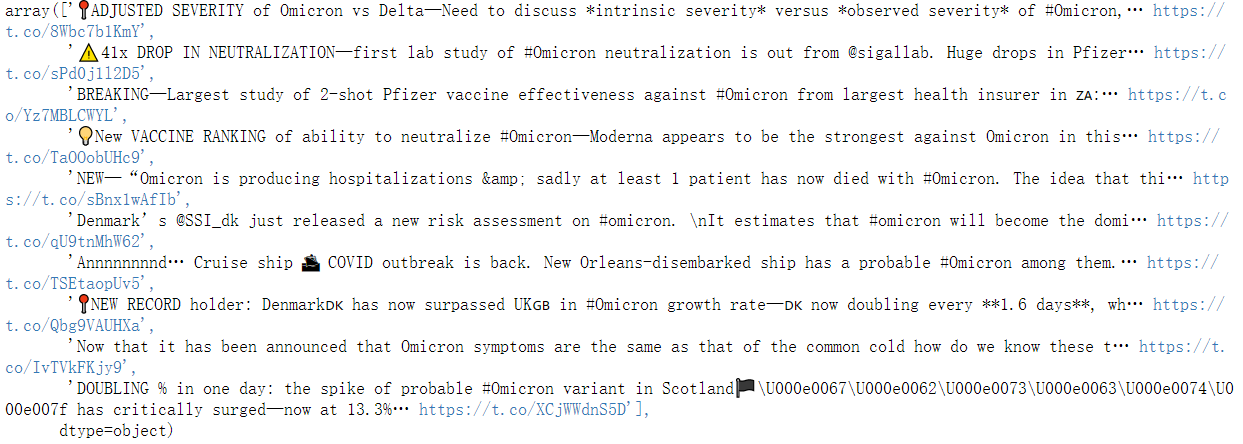 array(['📍ADJUSTED SEVERITY of Omicron vs Delta—Need to discuss *intrinsic severity* versus *observed severity* of #Omicron,… https://
t.co/8Wbc7b1KmY',
'⚠️41x DROP IN NEUTRALIZATION—first lab study of #Omicron neutralization is out from @sigallab. Huge drops in Pfizer… https://
t.co/sPd0j1l2D5',
'BREAKING—Largest study of 2-shot Pfizer vaccine effectiveness against #Omicron from largest health insurer in ZA:… https://t.c
o/Yz7MBLCWYL',
'💡New VACCINE RANKING of ability to neutralize #Omicron—Moderna appears to be the strongest against Omicron in this… https://
t.co/TaOOobUHc9',
'NEW—“Omicron is producing hospitalizations &amp; sadly at least 1 patient has now died with #Omicron. The idea that thi… http
s://t.co/sBnxlwAfIb',
'Denmark’s @SSI_dk just released a new risk assessment on #omicron. \nIt estimates that #omicron will become the domi… https://
t.co/qU9tnMhW62',
'Annnnnnnnd… Cruise ship 🚢 COVID outbreak is back. New Orleans-disembarked ship has a probable #Omicron among them.… https://
t.co/TSEtaopUv5',
'📍NEW RECORD holder: DenmarkDK has now surpassed UKGB in #Omicron growth rate—DK now doubling every **1.6 days**, wh… https://
t.co/Qbg9VAUHXa',
'Now that it has been announced that Omicron symptoms are the same as that of the common cold how do we know these t… https://t.
co/IvTVkFKjy9',
'DOUBLING % in one day: the spike of probable #Omicron variant in Scotland🏴\U000e0067\U000e0062\U000e0073\U000e0063\U000e0074\U0
00e007f has critically surged—now at 13.3%… https://t.co/XCjWWdnS5D'],
dtype=object)